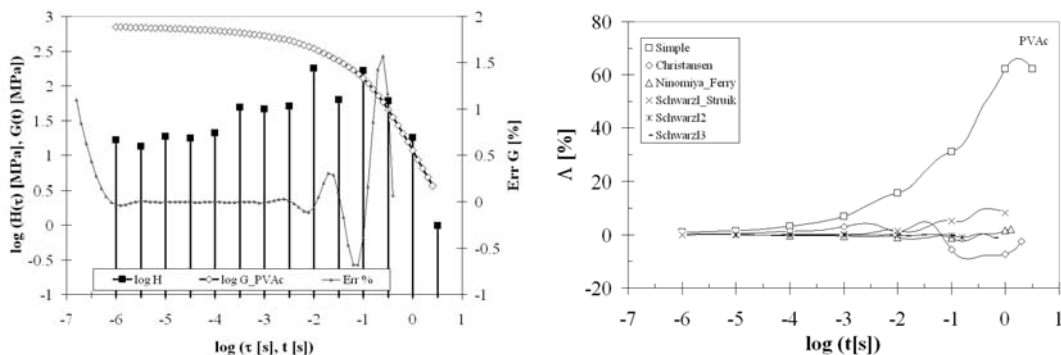 log (H(τ) [MPa], G(t) [MPa]
3
2.5
2
1.5
1
0.5
0
-0.5
-1
-7 -6 -5 -4 -3 -2 -1 0 1
log (τ [s], t [s])
2
1.5
1
0.5
0
-0.5
-1
Err G [%]
log H log G_PVAc Err %
Λ [%]
80
60
40
20
0
-20
-7 -6 -5 -4 -3 -2 -1 0 1
log (t[s])
PVAc
Simple
Christansen
Ninomiya_Ferry
Schwarzl_Struik
Schwarzl2
Schwarzl3